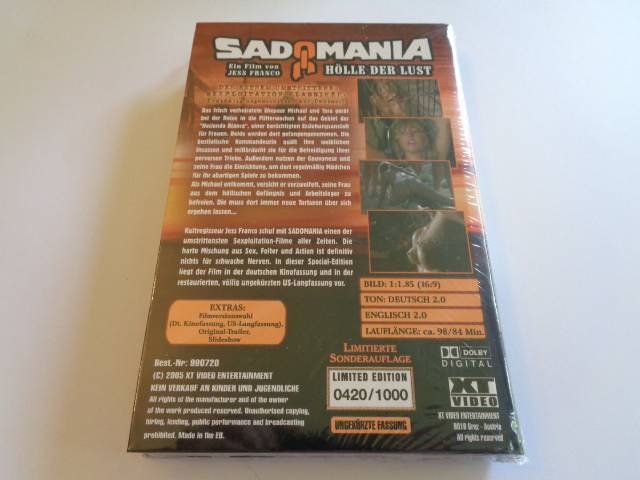 SADOMANIA
Ein Film von
JESS FRANCO
HÖLLE DER LUST
Das frisch verheiratete Ehepaar Michael und Tara gerät
bei der Reise in die Flitterwochen auf das Gebiet der
"Hacienda Bianca", einer berüchtigten Erziehungsanstalt
für Frauen. Beide werden dort gefangengenommen. Die
bestialische Kommandeurin quält ihre weiblichen
Insassen und mißbraucht sie für die Befriedigung ihrer
perversen Triebe. Außerdem nutzen der Gouverneur und
seine Frau die Einrichtung, um dort regelmäßig Mädchen
für ihr abartigen Spiele zu bekommen.
Als Michael entkommt, versicht er verzweifelt, seine Frau
aus dem höllischen Gefängnis und Arbeitslager zu
befreien. Die muss dort immer neue Torturen über sich
ergehen lassen...
Kultregisseur Jess Franco schuf mit SADOMANIA einen der
umstrittensten Sexploitation-Filme aller Zeiten. Die
harte Mischung aus Sex, Folter und Action ist definitiv
nichts für schwache Nerven. In dieser Special-Edition
liegt der Film in der deutschen Kinofassung und in der
restaurierten, völlig ungekürzten US-Langfassung vor.
EXTRAS:
Filmversionswahl
(Dt. Kinofassung, US-Langfassung),
Original-Trailer,
Slideshow
BILD: 1:1.85 (16:9)
TON: DEUTSCH 2.0
ENGLISCH 2.0
LAUFLÄNGE: ca. 98/84 Min.
LIMITIERTE
SONDERAUFLAGE
LIMITED EDITION
0420/1000
UNGEKÜRZTE FASSUNG
DOLBY
DIGITAL
XT
VIDEO
XT VIDEO ENTERTAINMENT
8010 Graz - Austria
All rights reserved
Best.-Nr: 990720
(C) 2005 XT VIDEO ENTERTAINMENT
KEIN VERKAUF AN KINDER UND JUGENDLICHE
All rights of the manufacturer and of the owner
of the work produced reserved. Unauthorised copying,
hiring, lending, public performance and broadcasting
prohibited. Made in the EU.